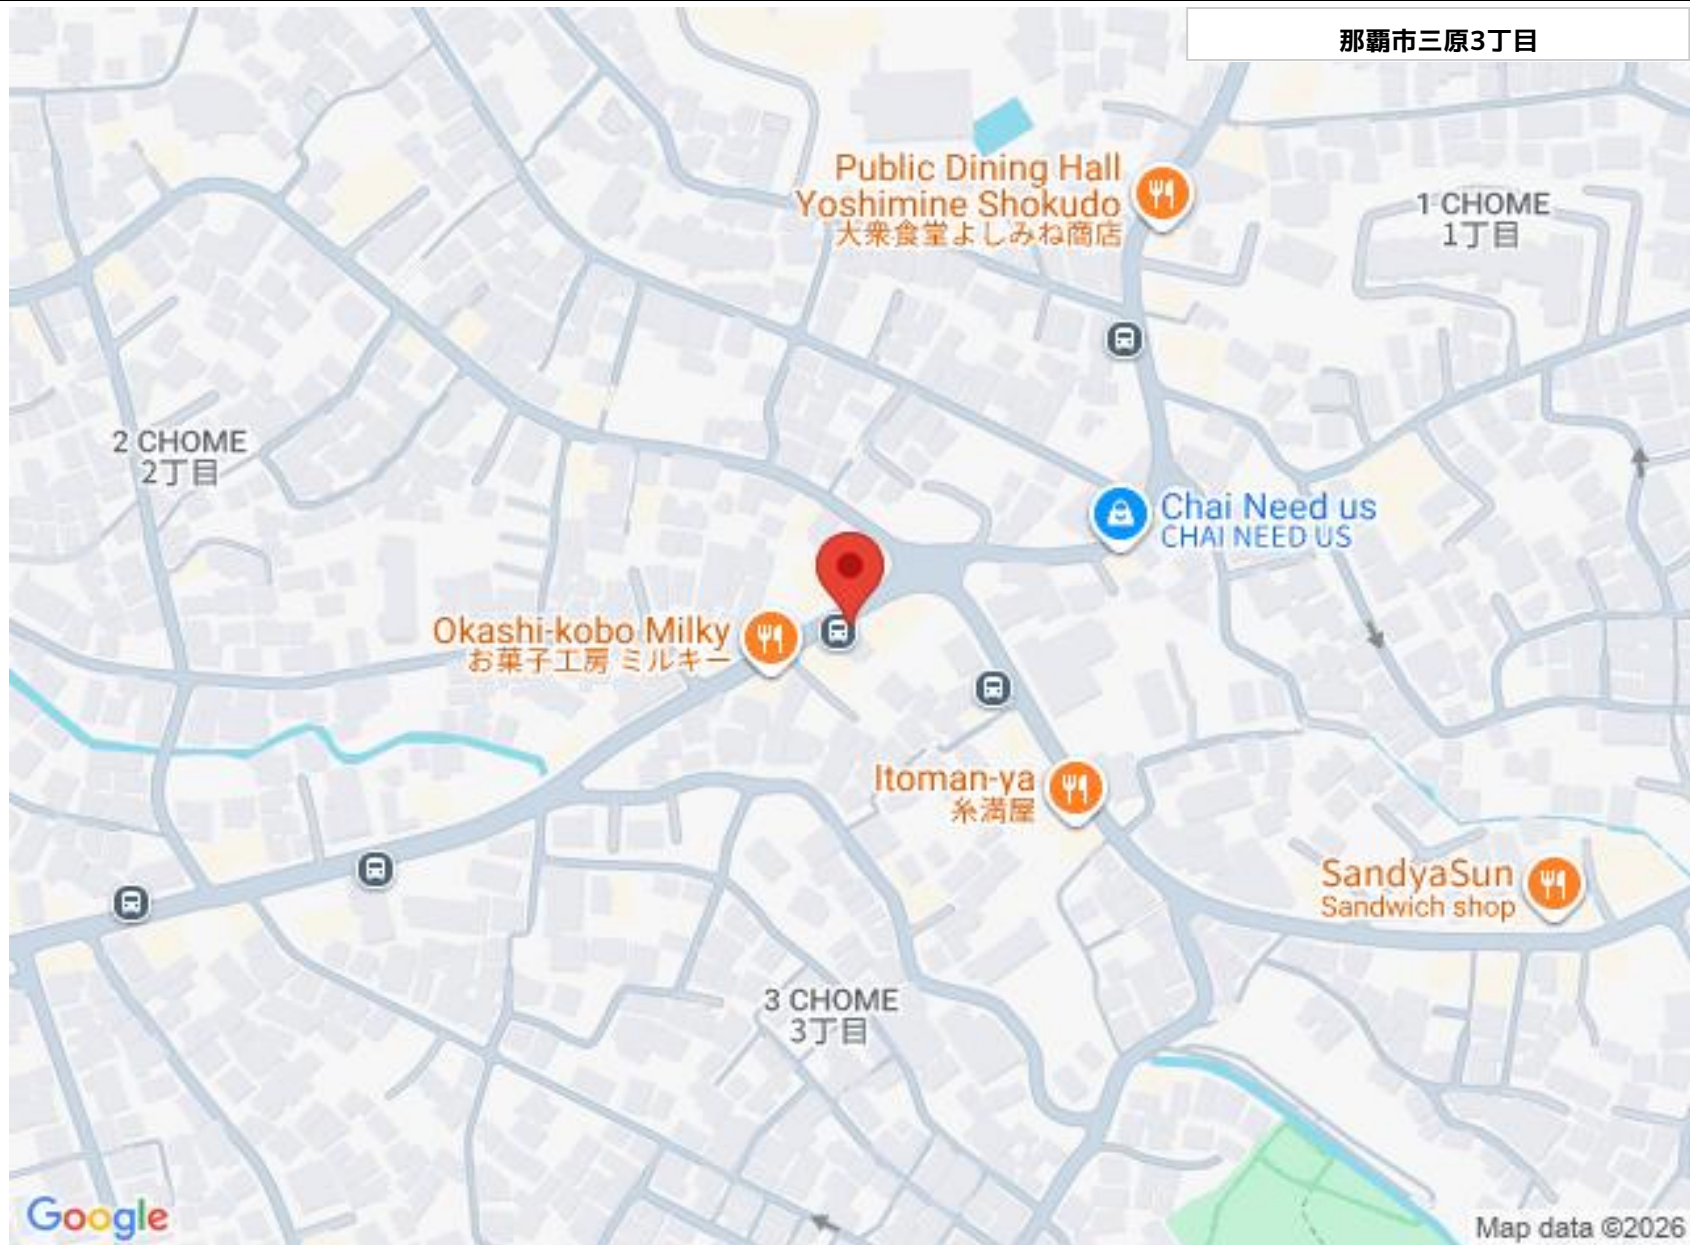 那覇市三原3丁目
Public Dining Hall
Yoshimine Shokudo
大衆食堂よしみね商店
1 CHOME
1丁目
2 CHOME
2丁目
Chai Need us
CHAI NEED US
Okashi-kobo Milky
お菓子工房 ミルキー
Itoman-ya
糸満屋
SandyaSun
Sandwich shop
3 CHOME
3丁目
Google
Map data ©2026